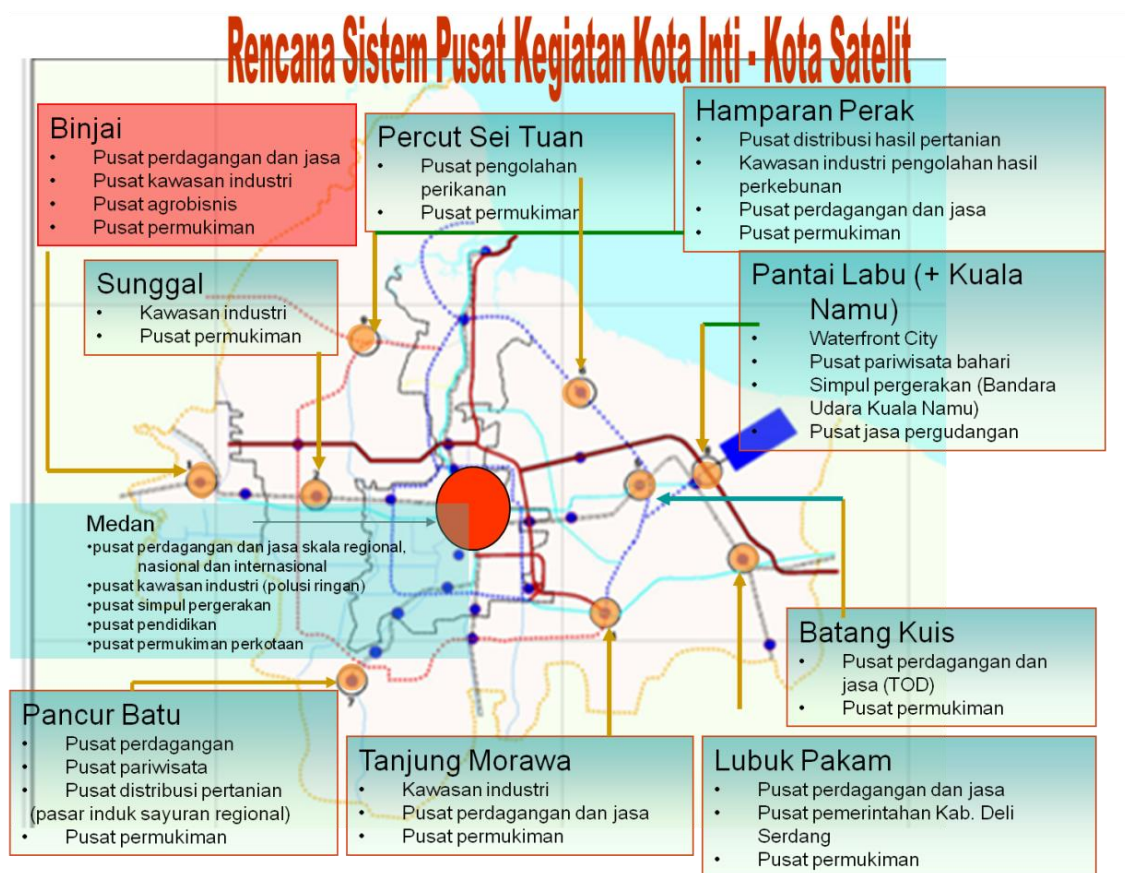 Rencana Sistem Pusat Kegiatan Kota Inti - Kota Satelit
Binjai
• Pusat perdagangan dan jasa
• Pusat kawasan industri
• Pusat agrobisnis
• Pusat permukiman
Percut Sei Tuan
• Pusat pengolahan
perikanan
• Pusat permukiman
Hamparan Perak
• Pusat distribusi hasil pertanian
• Kawasan industri pengolahan hasil
perkebunan
• Pusat perdagangan dan jasa
• Pusat permukiman
Sunggal
• Kawasan industri
• Pusat permukiman
Pantai Labu (+ Kuala
Namu)
• Waterfront City
• Pusat pariwisata bahari
• Simpul pergerakan (Bandara
Udara Kuala Namu)
• Pusat jasa pergudangan
Medan
•pusat perdagangan dan jasa skala regional,
nasional dan internasional
•pusat kawasan industri (polusi ringan)
•pusat simpul pergerakan
•pusat pendidikan
•pusat permukiman perkotaan
Batang Kuis
• Pusat perdagangan dan
jasa (TOD)
• Pusat permukiman
Pancur Batu
• Pusat perdagangan
• Pusat pariwisata
• Pusat distribusi pertanian
(pasar induk sayuran regional)
• Pusat permukiman
7
Tanjung Morawa
• Kawasan industri
• Pusat perdagangan dan jasa
• Pusat permukiman
Lubuk Pakam
• Pusat perdagangan dan jasa
• Pusat pemerintahan Kab. Deli
Serdang
• Pusat permukiman